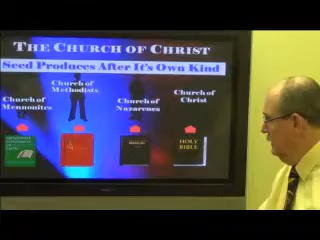 THE CHURCH OF CHRIST
Seed Produces After It's Own Kind
Church of
Mennonites
Church of
Methodists
Church of
Nazarenes
Church of
Christ
HOLY
BIBLE